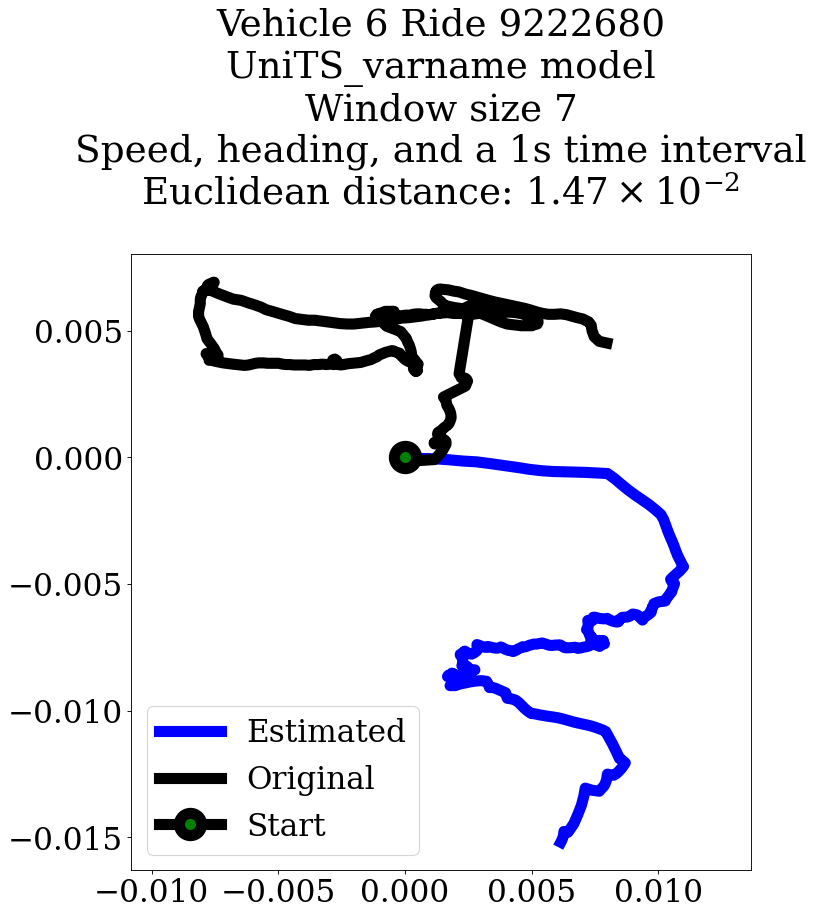 Vehicle 6 Ride 9222680
UniTS_varname model
Window size 7
Speed, heading, and a 1s time interval
Euclidean distance: 1.47 × 10⁻²
0.005
0.000
−0.005
−0.010
−0.015
Estimated
Original
Start
−0.010 −0.005 0.000 0.005 0.010